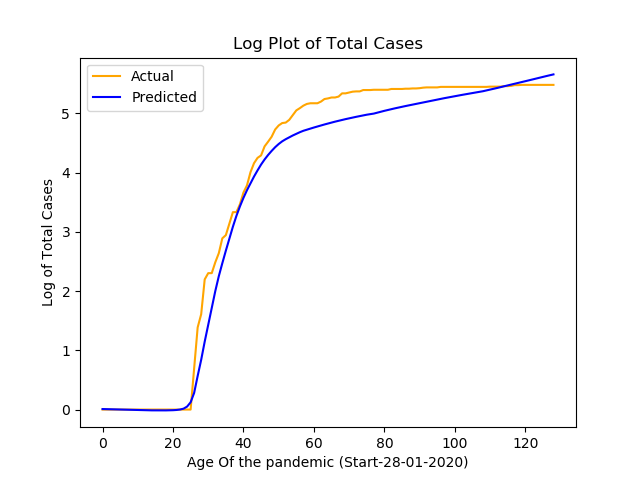 Log Plot of Total Cases
Actual
Predicted
Log of Total Cases
5
4
3
2
1
0
0 20 40 60 80 100 120
Age Of the pandemic (Start-28-01-2020)